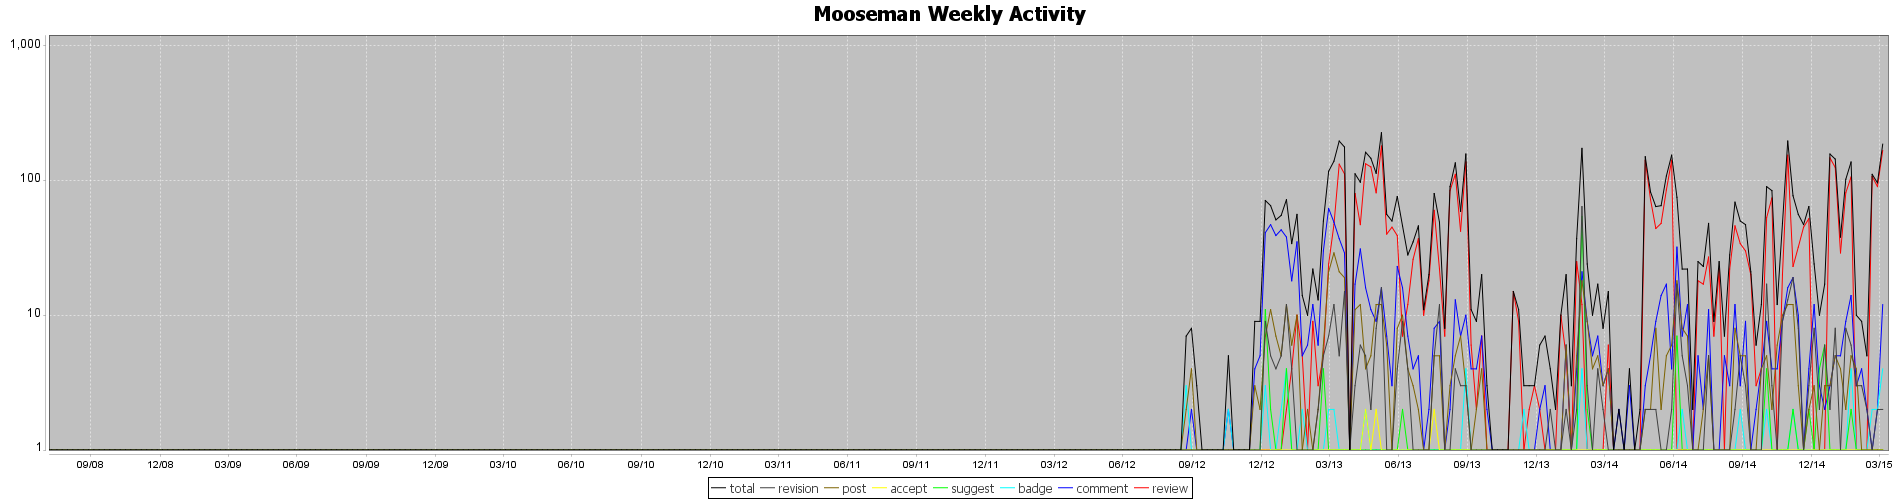 Mooseman Weekly Activity
1,000
100
10
1
09/08 12/08 03/09 06/09 09/09 12/09 03/10 06/10 09/10 12/10 03/11 06/11 09/11 12/11 03/12 06/12 09/12 12/12 03/13 06/13 09/13 12/13 03/14 06/14 09/14 12/14 03/15
total revision post accept suggest badge comment review